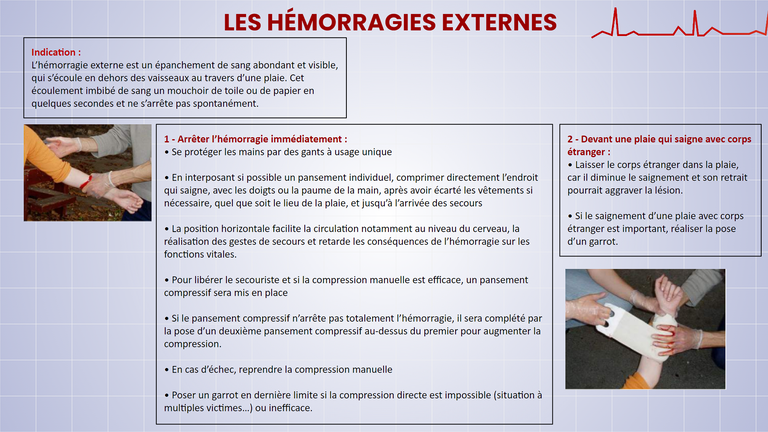 LES HÉMORRAGIES EXTERNES
Indication :
L’hémorragie externe est un épanchement de sang abondant et visible,
qui s’écoule en dehors des vaisseaux au travers d’une plaie. Cet
écoulement imbibé de sang un mouchoir de toile ou de papier en
quelques secondes et ne s’arrête pas spontanément.
1 - Arrêter l’hémorragie immédiatement :
• Se protéger les mains par des gants à usage unique
• En interposant si possible un pansement individuel, comprimer directement l’endroit
qui saigne, avec les doigts ou la paume de la main, après avoir écarté les vêtements si
nécessaire, quel que soit le lieu de la plaie, et jusqu’à l’arrivée des secours
• La position horizontale facilite la circulation notamment au niveau du cerveau, la
réalisation des gestes de secours et retarde les conséquences de l’hémorragie sur les
fonctions vitales.
• Pour libérer le secouriste et si la compression manuelle est efficace, un pansement
compressif sera mis en place
• Si le pansement compressif n’arrête pas totalement l’hémorragie, il sera complété par
la pose d’un deuxième pansement compressif au-dessus du premier pour augmenter la
compression.
• En cas d’échec, reprendre la compression manuelle
• Poser un garrot en dernière limite si la compression directe est impossible (situation à
multiples victimes…) ou inefficace.
2 - Devant une plaie qui saigne avec corps
étranger :
• Laisser le corps étranger dans la plaie,
car il diminue le saignement et son retrait
pourrait aggraver la lésion.
• Si le saignement d’une plaie avec corps
étranger est important, réaliser la pose
d’un garrot.